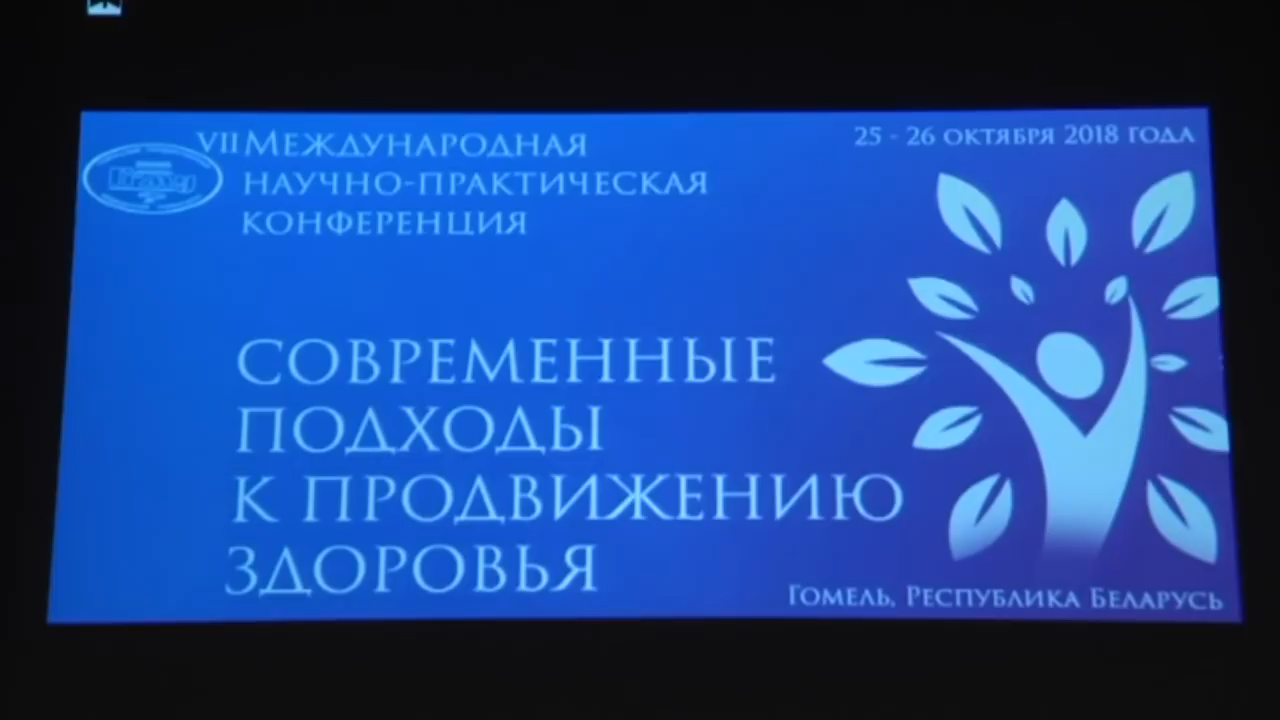 VII МЕЖДУНАРОДНАЯ
НАУЧНО-ПРАКТИЧЕСКАЯ
КОНФЕРЕНЦИЯ
25 - 26 ОКТЯБРЯ 2018 ГОДА
СОВРЕМЕННЫЕ
ПОДХОДЫ
К ПРОДВИЖЕНИЮ
ЗДОРОВЬЯ
ГОМЕЛЬ, РЕСПУБЛИКА БЕЛАРУСЬ